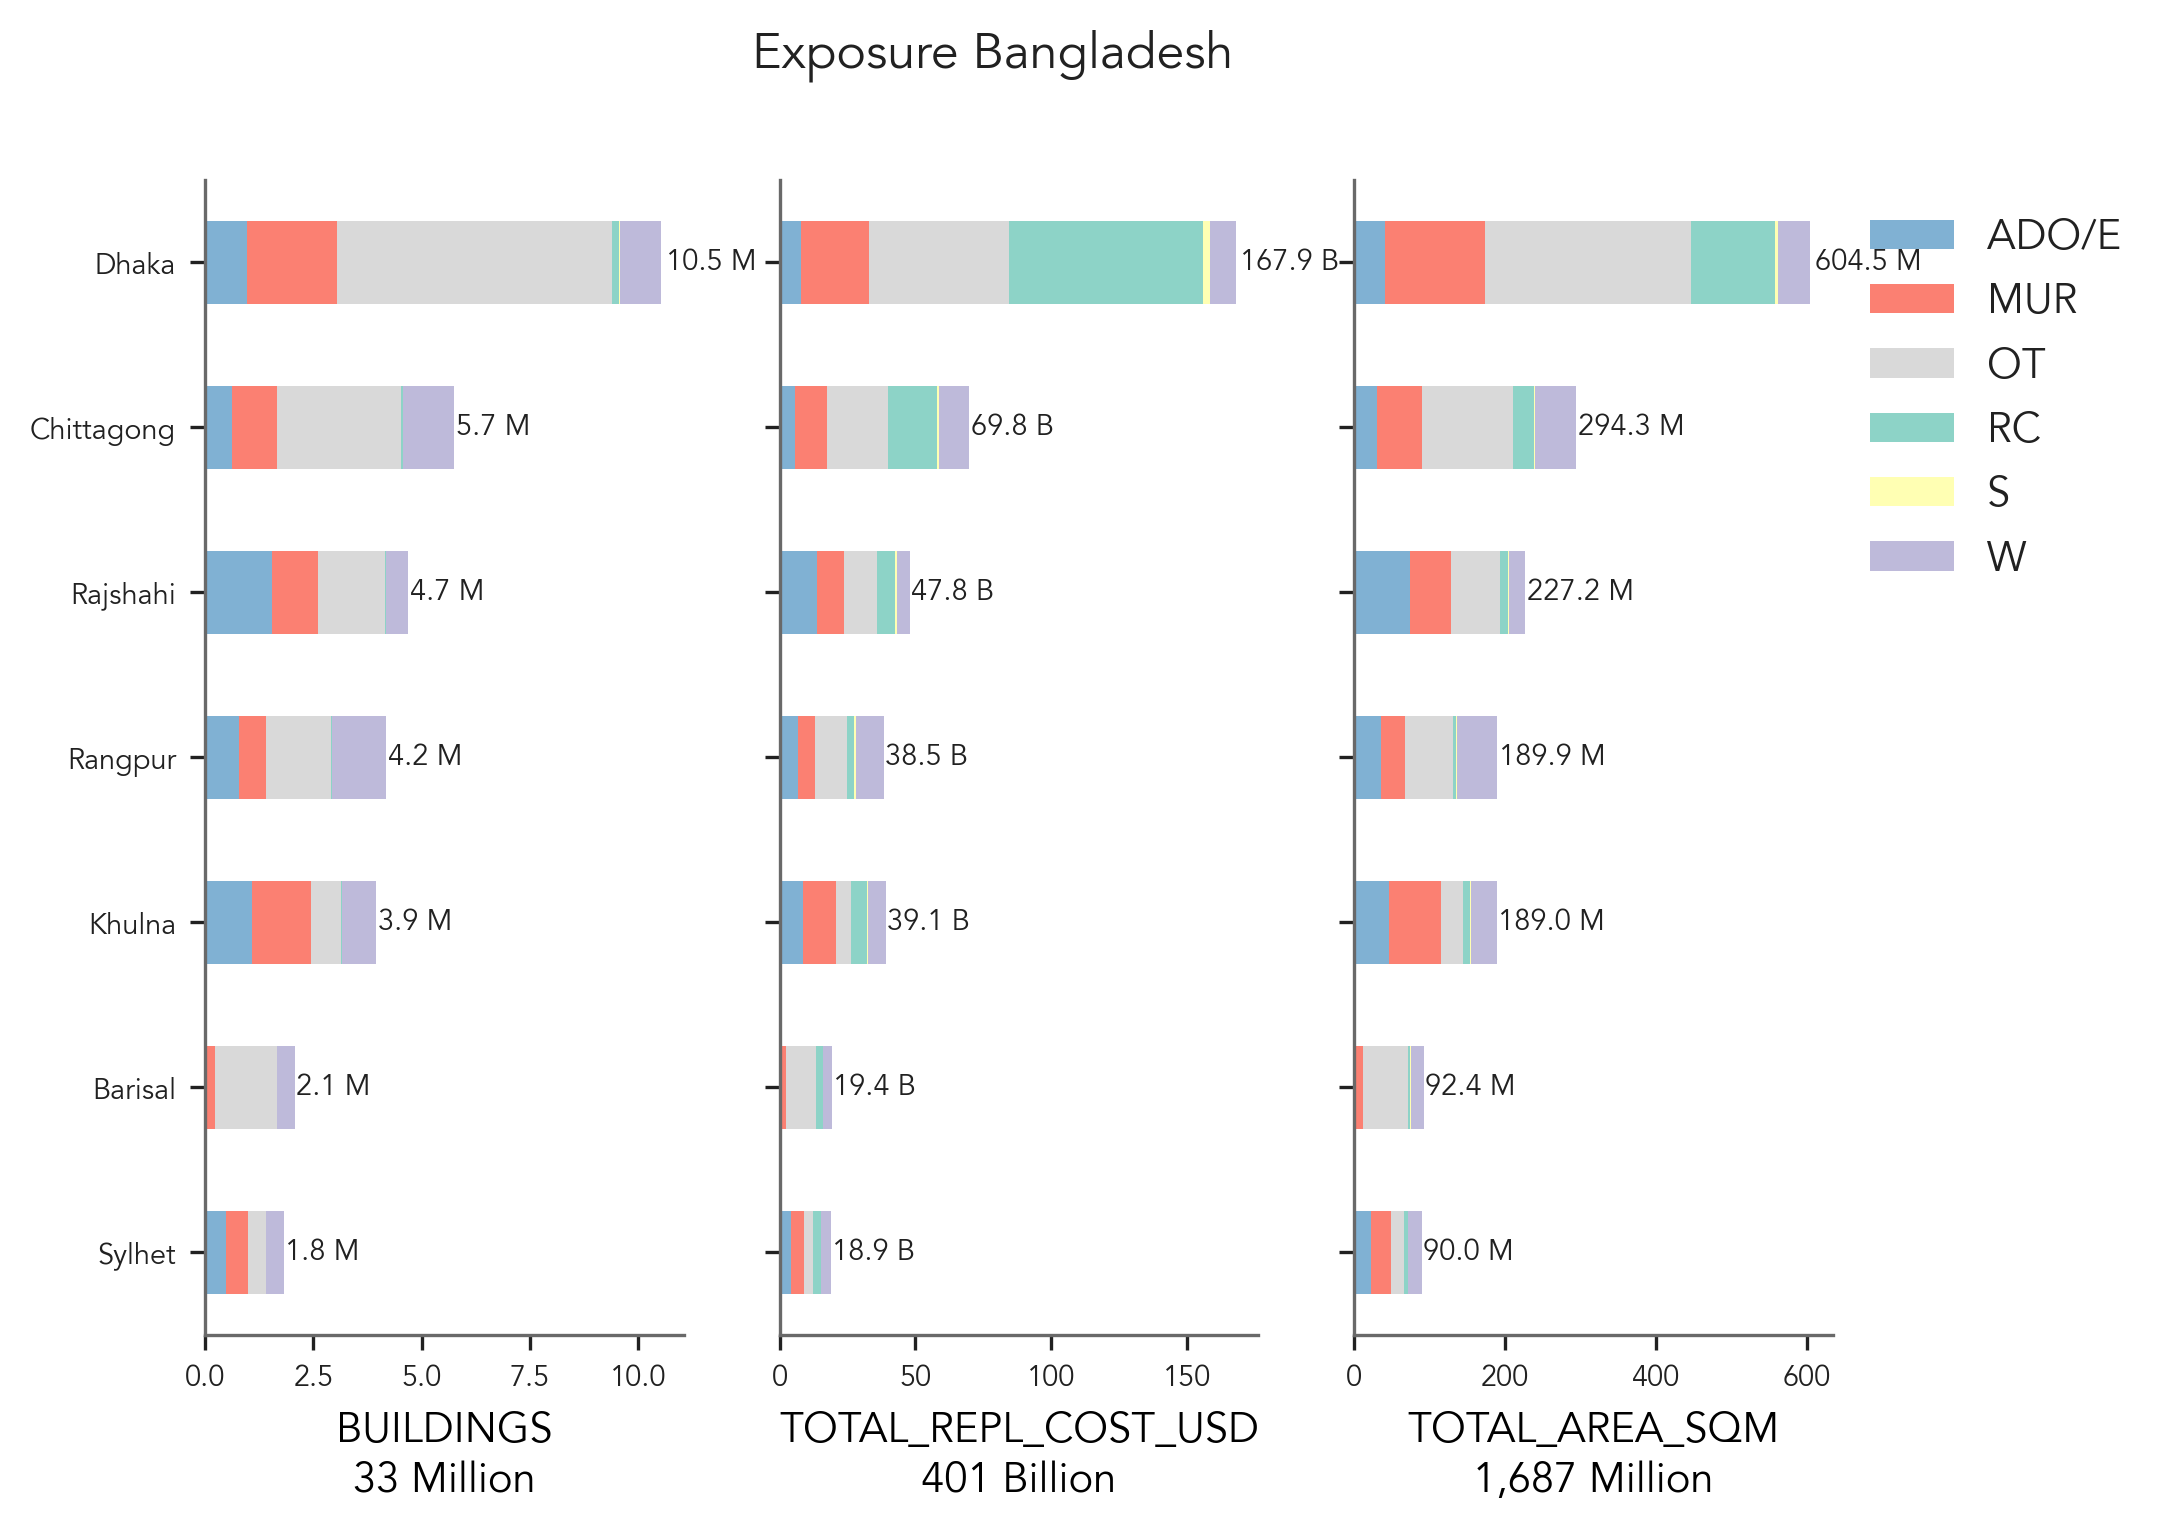 Exposure Bangladesh
Dhaka
Chittagong
Rajshahi
Rangpur
Khulna
Barisal
Sylhet
10.5 M
5.7 M
4.7 M
4.2 M
3.9 M
2.1 M
1.8 M
0.0 2.5 5.0 7.5 10.0
BUILDINGS
33 Million
167.9 B
69.8 B
47.8 B
38.5 B
39.1 B
19.4 B
18.9 B
0 50 100 150
TOTAL_REPL_COST_USD
401 Billion
604.5 M
294.3 M
227.2 M
189.9 M
189.0 M
92.4 M
90.0 M
0 200 400 600
TOTAL_AREA_SQM
1,687 Million
ADO/E
MUR
OT
RC
S
W